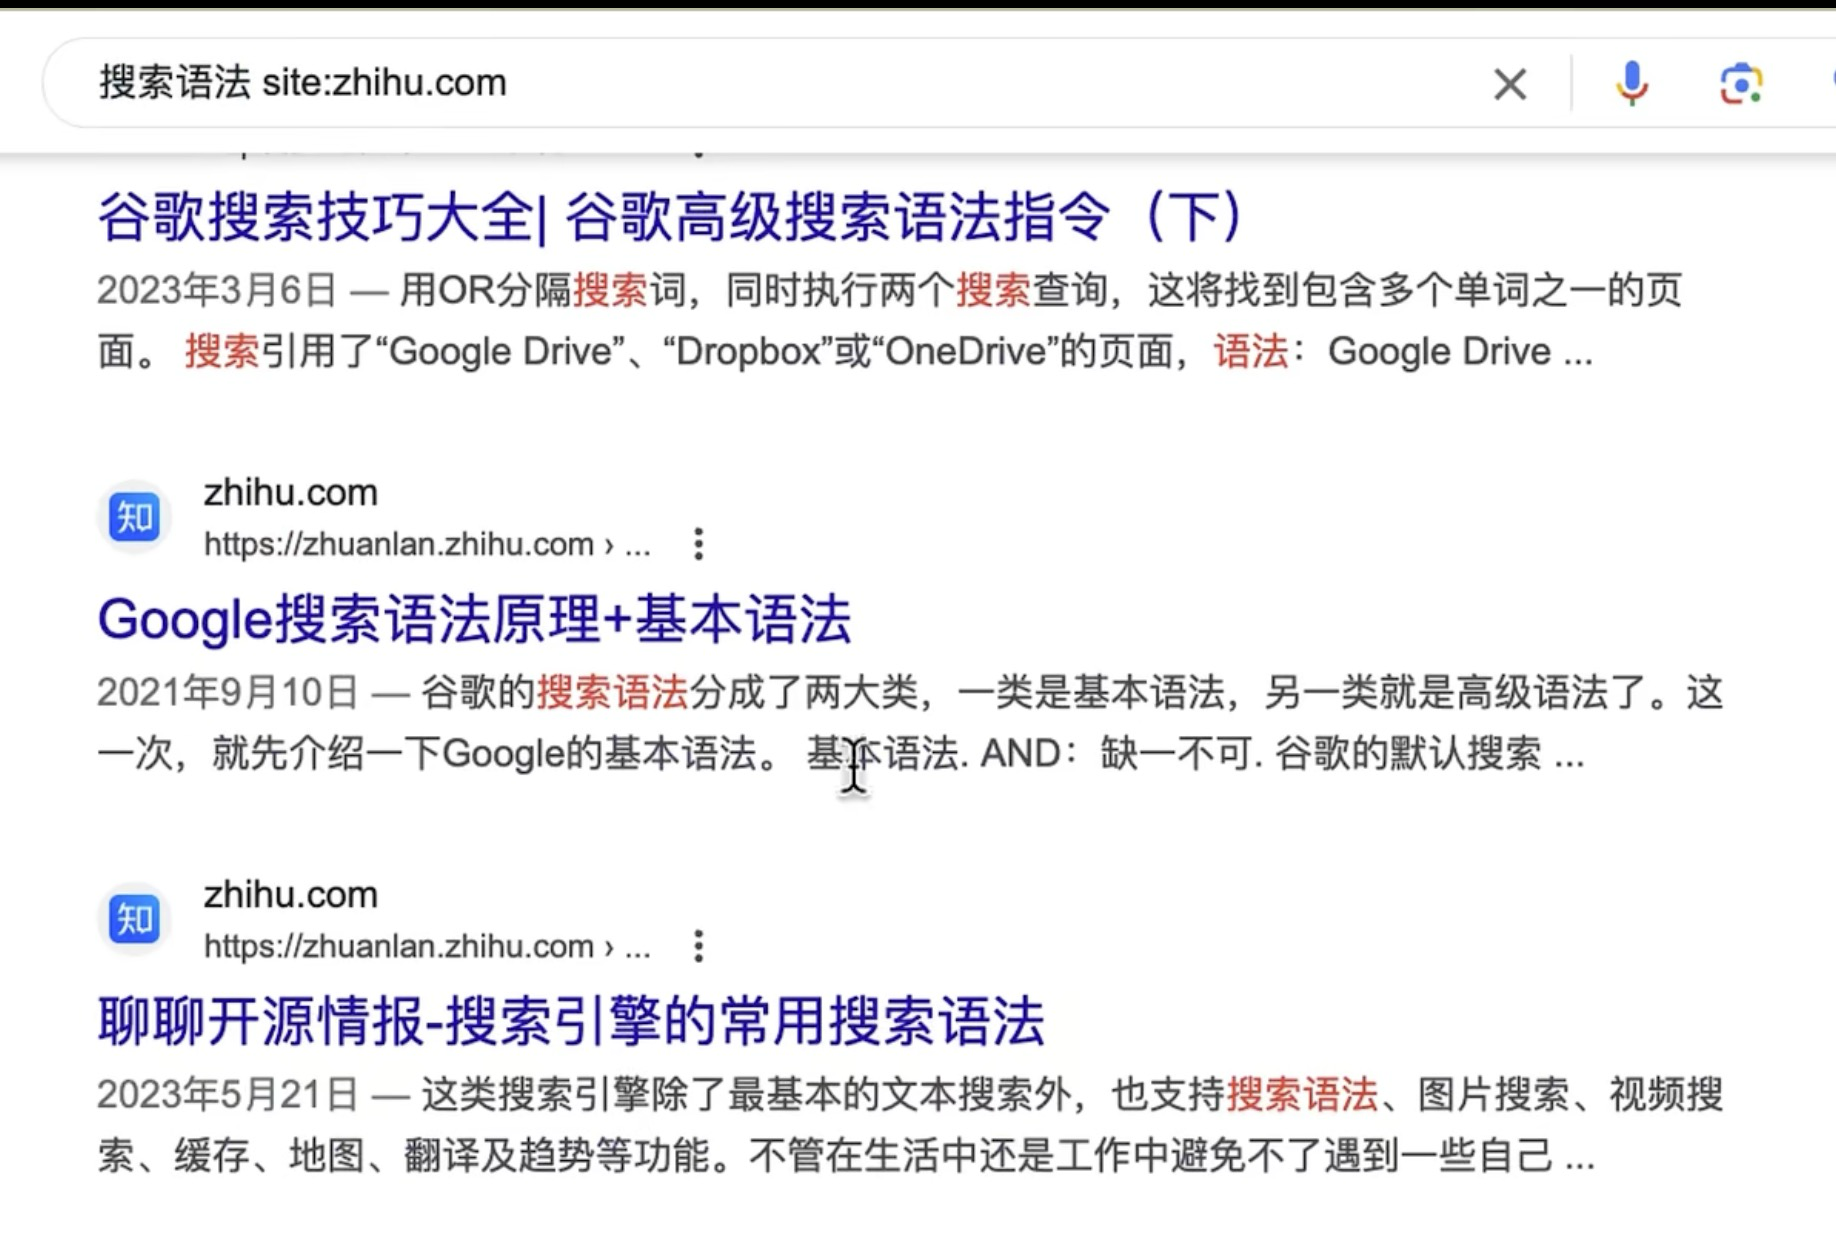 搜索语法 site:zhihu.com
谷歌搜索技巧大全| 谷歌高级搜索语法指令（下）
2023年3月6日 — 用OR分隔搜索词，同时执行两个搜索查询，这将找到包含多个单词之一的页
面。 搜索引用了“Google Drive”、“Dropbox”或“OneDrive”的页面，语法：Google Drive ...
知
zhihu.com
https://zhuanlan.zhihu.com › ...
Google搜索语法原理+基本语法
2021年9月10日 — 谷歌的搜索语法分成了两大类，一类是基本语法，另一类就是高级语法了。这
一次，就先介绍一下Google的基本语法。 基本语法. AND：缺一不可. 谷歌的默认搜索 ...
知
zhihu.com
https://zhuanlan.zhihu.com › ...
聊聊开源情报-搜索引擎的常用搜索语法
2023年5月21日 — 这类搜索引擎除了最基本的文本搜索外，也支持搜索语法、图片搜索、视频搜
索、缓存、地图、翻译及趋势等功能。不管在生活中还是工作中避免不了遇到一些自己 ...